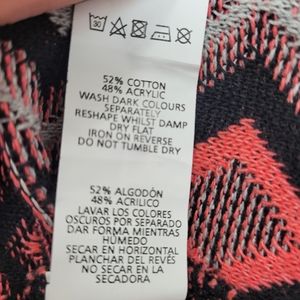 30
52% COTTON
48% ACRYLIC
WASH DARK COLOURS
SEPARATELY
RESHAPE WHILST DAMP
DRY FLAT
IRON ON REVERSE
DO NOT TUMBLE DRY
52% ALGODÓN
48% ACRÍLICO
LAVAR LOS COLORES
OSCUROS POR SEPARADO
DAR FORMA MIENTRAS
HÚMEDO
SECAR EN HORIZONTAL
PLANCHAR DEL REVÉS
NO SECAR EN LA
SECADORA